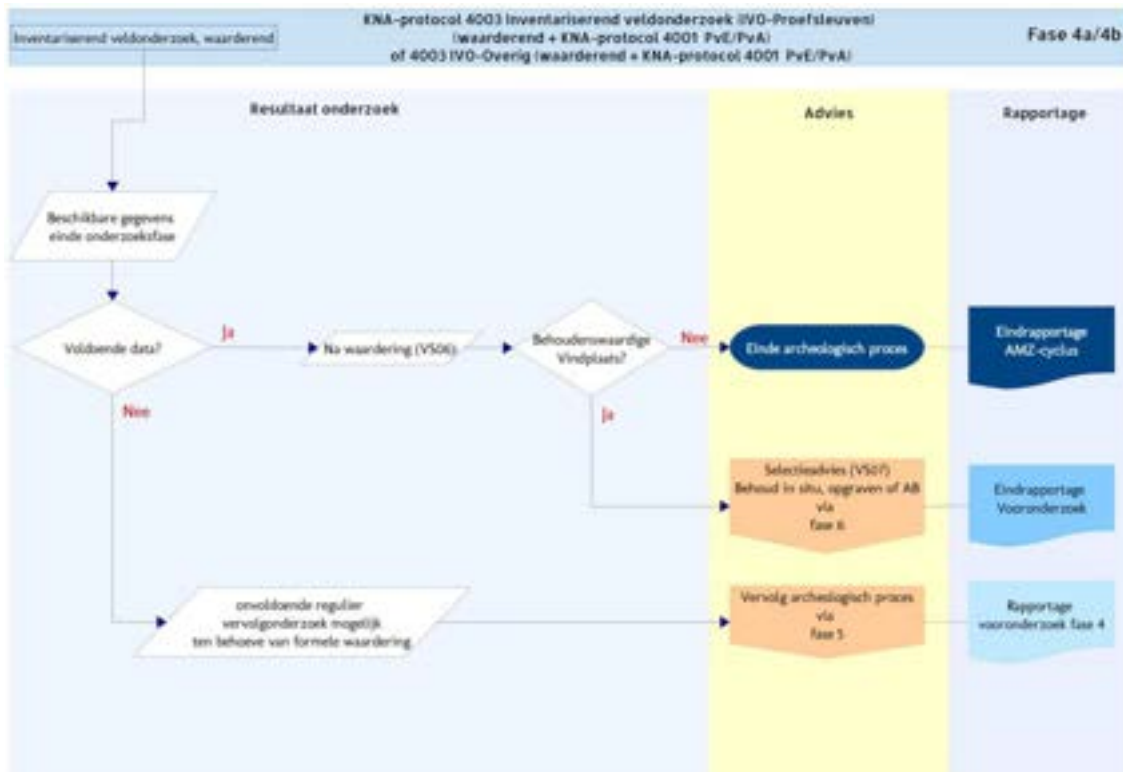 KNA-protocol 4003 Inventariserend veldonderzoek (IVO-Proefsleuven)
(waarderend + KNA-protocol 4001 PvE/PvA)
of 4003 IVO-Overig (waarderend + KNA-protocol 4001 PvE/PvA)
Fase 4a/4b
Inventariserend veldonderzoek, waarderend
Resultaat onderzoek
Advies
Rapportage
Beschikbare gegevens
einde onderzoeksfase
Voldoende data?
Ja
Na waardering (VS06)
Behoudenswaardige
Vindplaats?
Nee
Einde archeologisch proces
Eindrapportage
AMZ-cyclus
Nee
Ja
Selectieadvies (VS07)
Behoud in situ, opgraven of AB
via
fase 6
Eindrapportage
Vooronderzoek
onvoldoende regulier
vervolgonderzoek mogelijk
ten behoeve van formele waardering
Vervolg archeologisch proces
via
fase 5
Rapportage
vooronderzoek fase 4